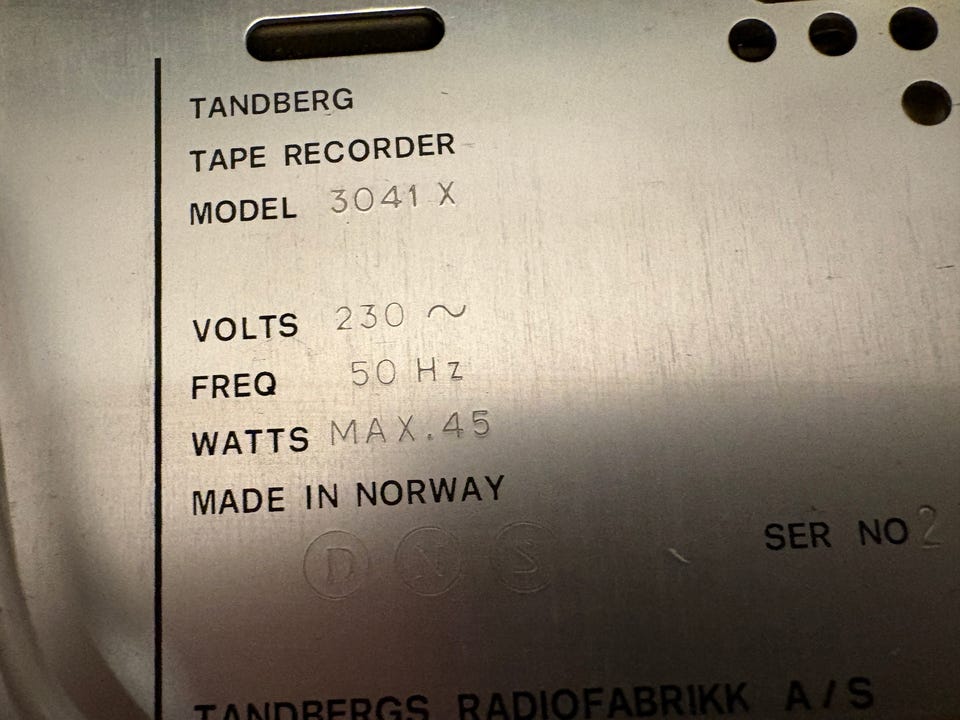 TANDBERG
TAPE RECORDER
MODEL 3041 X
VOLTS 230 ~
FREQ 50 Hz
WATTS MAX.45
MADE IN NORWAY
D N S
SER NO 2
TANDBERGS RADIOFABRIKK A/S